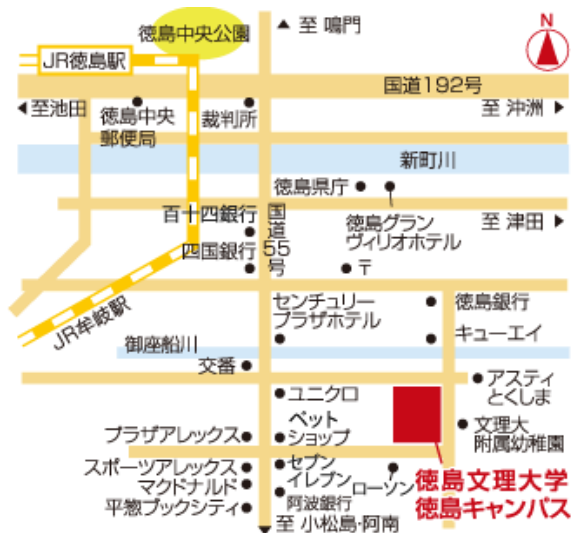 徳島中央公園
▲ 至 鳴門
N
JR徳島駅
国道192号
◀至池田
徳島中央
郵便局
裁判所
至 沖洲 ▶
新町川
徳島県庁
百十四銀行
国道55号
徳島グラン
ヴィリオホテル
至 津田 ▶
四国銀行
〒
JR牟岐駅
センチュリー
プラザホテル
徳島銀行
キューエイ
御座船川
交番
アスティ
とくしま
ユニクロ
ペット
ショップ
文理大
附属幼稚園
プラザアレックス
スポーツアレックス
マクドナルド
平惣ブックシティ
セブン
イレブン
阿波銀行
ローソン
徳島文理大学
徳島キャンパス
▼至 小松島・阿南